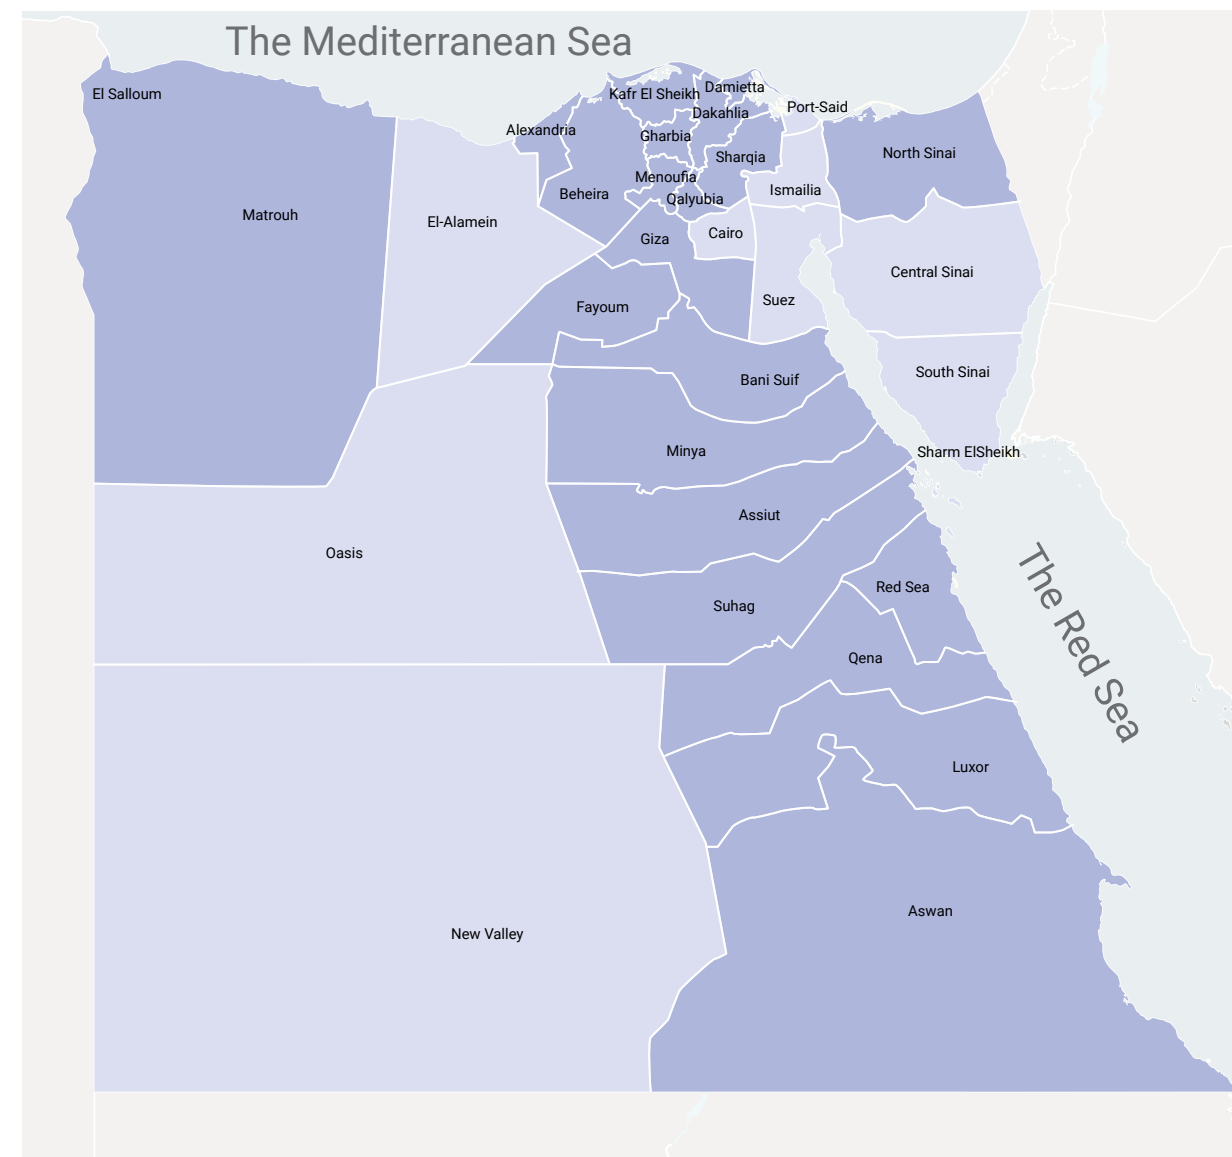 The Mediterranean Sea
El Salloum
Kafr El Sheikh
Damietta
Port-Said
Dakahlia
Alexandria
Gharbia
North Sinai
Sharqia
Menoufia
Ismailia
Beheira
Qalyubia
Matrouh
El-Alamein
Cairo
Giza
Central Sinai
Suez
Fayoum
South Sinai
Bani Suif
Minya
Sharm ElSheikh
Assiut
Oasis
The Red Sea
Red Sea
Suhag
Qena
Luxor
Aswan
New Valley